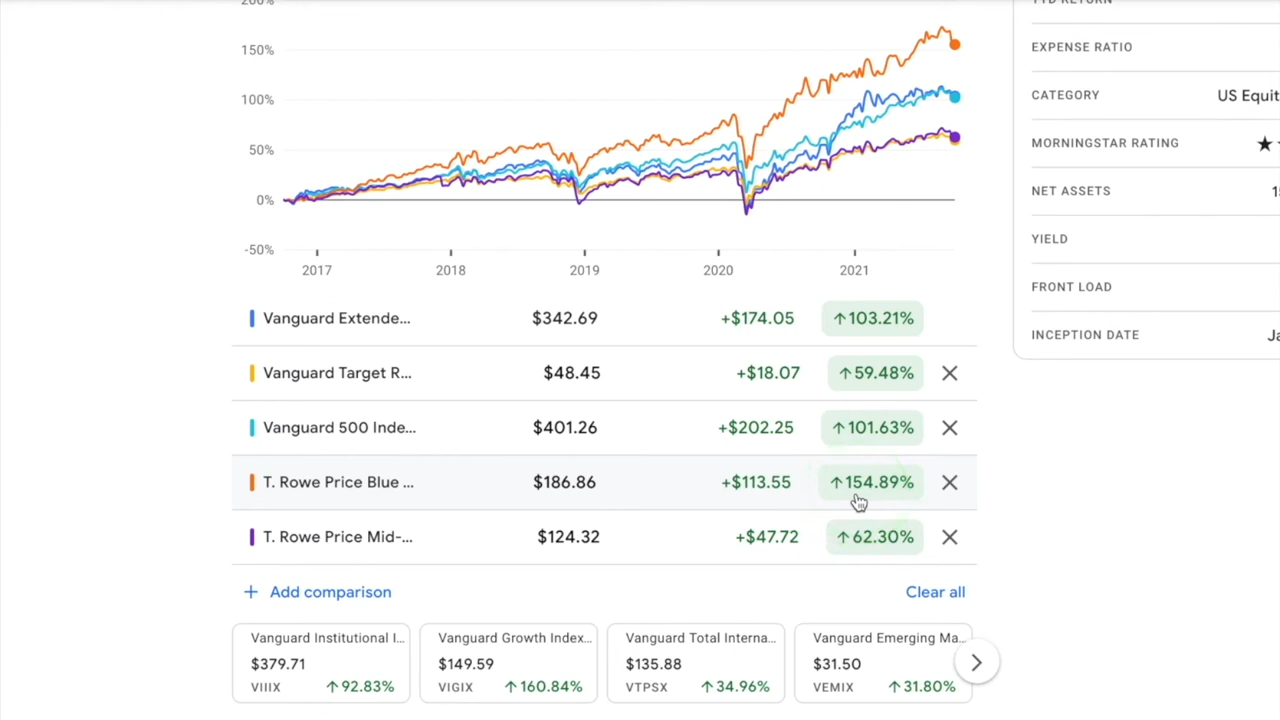 200%
150%
100%
50%
0%
-50%
2017 2018 2019 2020 2021
Vanguard Extende... $342.69 +$174.05 ↑103.21%
Vanguard Target R... $48.45 +$18.07 ↑59.48%
Vanguard 500 Inde... $401.26 +$202.25 ↑101.63%
T. Rowe Price Blue ... $186.86 +$113.55 ↑154.89%
T. Rowe Price Mid-... $124.32 +$47.72 ↑62.30%
+ Add comparison Clear all
Vanguard Institutional I...
$379.71
VIIIX ↑92.83%
Vanguard Growth Index...
$149.59
VIGIX ↑160.84%
Vanguard Total Interna...
$135.88
VTPSX ↑34.96%
Vanguard Emerging Ma...
$31.50
VEMIX ↑31.80%
YTD RETURN
EXPENSE RATIO
CATEGORY US Equit
MORNINGSTAR RATING ★
NET ASSETS 1
YIELD
FRONT LOAD
INCEPTION DATE Ja